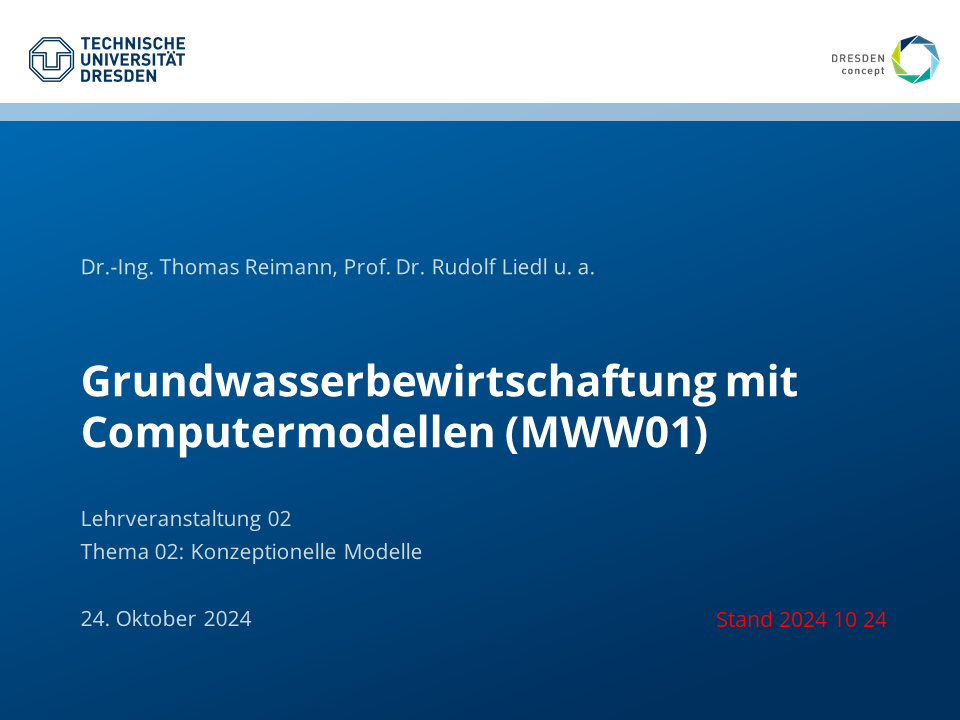 TECHNISCHE
UNIVERSITÄT
DRESDEN
DRESDEN
concept
Dr.-Ing. Thomas Reimann, Prof. Dr. Rudolf Liedl u. a.
Grundwasserbewirtschaftung mit
Computermodellen (MWW01)
Lehrveranstaltung 02
Thema 02: Konzeptionelle Modelle
24. Oktober 2024
Stand 2024 10 24